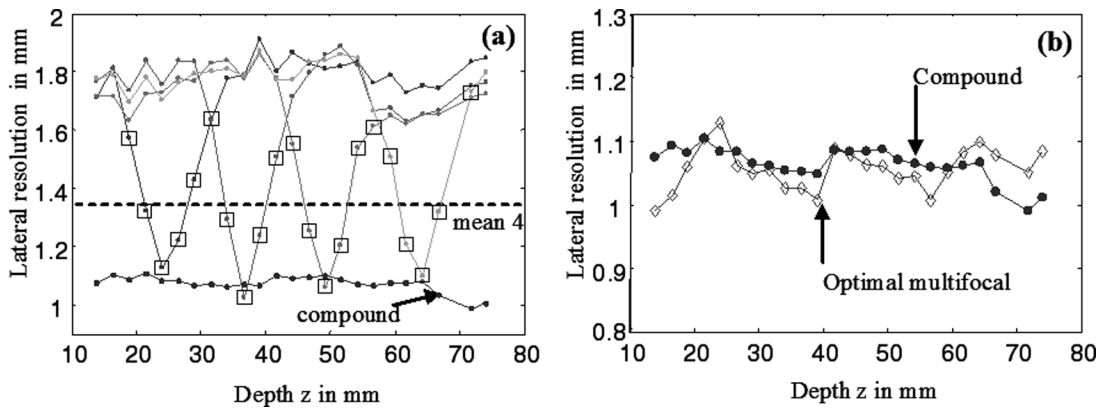 (a)
Lateral resolution in mm
2
1.8
1.6
1.4
1.2
1
mean 4
compound
10 20 30 40 50 60 70 80
Depth z in mm
(b)
Lateral resolution in mm
1.3
1.2
1.1
1
0.9
0.8
Compound
Optimal multifocal
10 20 30 40 50 60 70 80
Depth z in mm